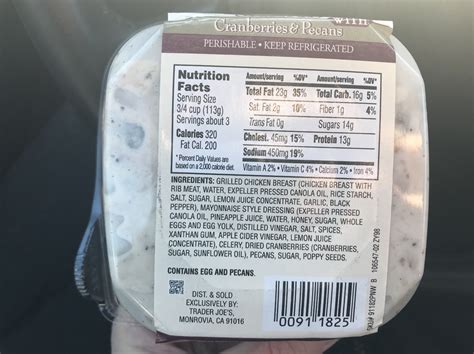 with
Cranberries & Pecans
PERISHABLE • KEEP REFRIGERATED
Nutrition
Facts
Serving Size
3/4 cup (113g)
Servings about 3
Calories 320
Fat Cal. 200
*Percent Daily Values are
based on a 2,000 calorie diet.
Amount/serving %DV* Amount/serving %DV*
Total Fat 23g 35% Total Carb. 16g 5%
Sat. Fat 2g 10% Fiber 1g 4%
Trans Fat 0g Sugars 14g
Cholest. 45mg 15% Protein 13g
Sodium 450mg 19%
Vitamin A 2% • Vitamin C 4% • Calcium 2% • Iron 4%
INGREDIENTS: GRILLED CHICKEN BREAST (CHICKEN BREAST WITH
RIB MEAT, WATER, EXPELLER PRESSED CANOLA OIL, RICE STARCH,
SALT, SUGAR, LEMON JUICE CONCENTRATE, GARLIC, BLACK
PEPPER), MAYONNAISE STYLE DRESSING (EXPELLER PRESSED
CANOLA OIL, PINEAPPLE JUICE, WATER, HONEY, SUGAR, WHOLE
EGGS AND EGG YOLK, DISTILLED VINEGAR, SALT, SPICES,
XANTHAN GUM, APPLE CIDER VINEGAR, LEMON JUICE
CONCENTRATE), CELERY, DRIED CRANBERRIES (CRANBERRIES,
SUGAR, SUNFLOWER OIL), PECANS, SUGAR, POPPY SEEDS.
CONTAINS EGG AND PECANS.
DIST. & SOLD
EXCLUSIVELY BY:
TRADER JOE'S,
MONROVIA, CA 91016
0091 1825
SKU# 91182PNW B 106547-02 ZY98